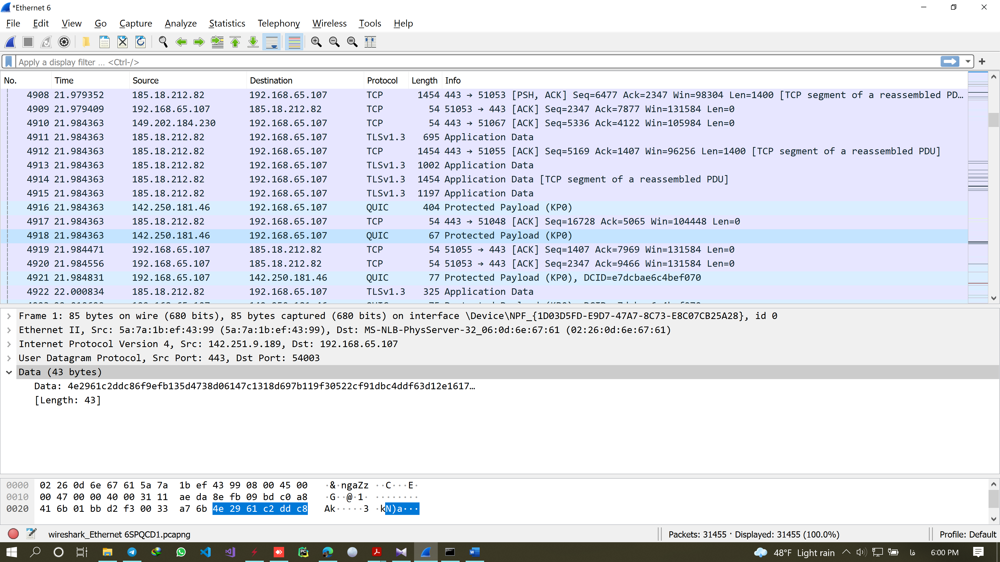 *Ethernet 6
File Edit View Go Capture Analyze Statistics Telephony Wireless Tools Help
Apply a display filter ... <Ctrl-/>
No. Time Source Destination Protocol Length Info
4908 21.979352 185.18.212.82 192.168.65.107 TCP 1454 443 → 51053 [PSH, ACK] Seq=6477 Ack=2347 Win=98304 Len=1400 [TCP segment of a reassembled PD…
4909 21.979409 192.168.65.107 185.18.212.82 TCP 54 51053 → 443 [ACK] Seq=2347 Ack=7877 Win=131584 Len=0
4910 21.984363 149.202.184.230 192.168.65.107 TCP 54 443 → 51067 [ACK] Seq=5336 Ack=4122 Win=105984 Len=0
4911 21.984363 185.18.212.82 192.168.65.107 TLSv1.3 695 Application Data
4912 21.984363 185.18.212.82 192.168.65.107 TCP 1454 443 → 51055 [ACK] Seq=5169 Ack=1407 Win=96256 Len=1400 [TCP segment of a reassembled PDU]
4913 21.984363 185.18.212.82 192.168.65.107 TLSv1.3 1002 Application Data
4914 21.984363 185.18.212.82 192.168.65.107 TLSv1.3 1454 Application Data [TCP segment of a reassembled PDU]
4915 21.984363 185.18.212.82 192.168.65.107 TLSv1.3 1197 Application Data
4916 21.984363 142.250.181.46 192.168.65.107 QUIC 404 Protected Payload (KP0)
4917 21.984363 185.18.212.82 192.168.65.107 TCP 54 443 → 51048 [ACK] Seq=16728 Ack=5065 Win=104448 Len=0
4918 21.984363 142.250.181.46 192.168.65.107 QUIC 67 Protected Payload (KP0)
4919 21.984471 192.168.65.107 185.18.212.82 TCP 54 51055 → 443 [ACK] Seq=1407 Ack=7969 Win=131584 Len=0
4920 21.984556 192.168.65.107 185.18.212.82 TCP 54 51053 → 443 [ACK] Seq=2347 Ack=9466 Win=131584 Len=0
4921 21.984831 192.168.65.107 142.250.181.46 QUIC 77 Protected Payload (KP0), DCID=e7dcbae6c4bef070
4922 22.000834 185.18.212.82 192.168.65.107 TLSv1.3 325 Application Data
Frame 1: 85 bytes on wire (680 bits), 85 bytes captured (680 bits) on interface \Device\NPF_{1D03D5FD-E9D7-47A7-8C73-E8C07CB25A28}, id 0
Ethernet II, Src: 5a:7a:1b:ef:43:99 (5a:7a:1b:ef:43:99), Dst: MS-NLB-PhysServer-32_06:0d:6e:67:61 (02:26:0d:6e:67:61)
Internet Protocol Version 4, Src: 142.251.9.189, Dst: 192.168.65.107
User Datagram Protocol, Src Port: 443, Dst Port: 54003
Data (43 bytes)
Data: 4e2961c2ddc86f9efb135d4738d06147c1318d697b119f30522cf91dbc4ddf63d12e1617…
[Length: 43]
0000 02 26 0d 6e 67 61 5a 7a 1b ef 43 99 08 00 45 00 ·&·ngaZz ··C···E·
0010 00 47 00 00 40 00 31 11 ae da 8e fb 09 bd c0 a8 ·G··@·1· ········
0020 41 6b 01 bb d2 f3 00 33 a7 6b 4e 29 61 c2 dd c8 Ak·····3 ·kN)a···
wireshark_Ethernet 6SPQCD1.pcapng Packets: 31455 · Displayed: 31455 (100.0%) Profile: Default
48°F Light rain فا 6:00 PM